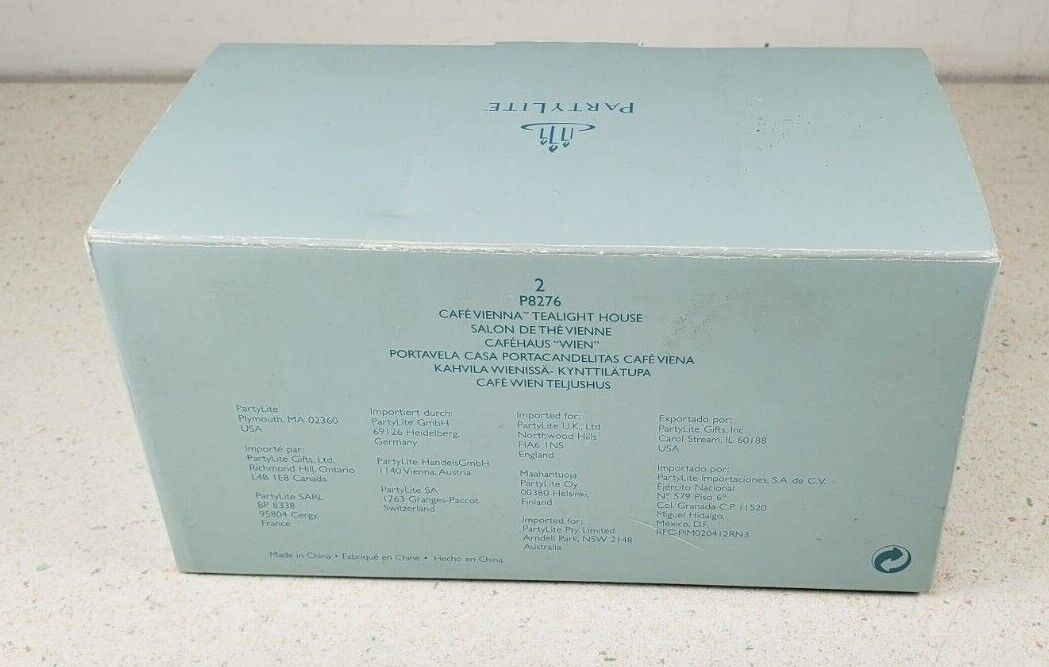 PARTYLITE™
2
P8276
CAFÉ VIENNA™ TEALIGHT HOUSE
SALON DE THÉ VIENNE
CAFÉHAUS "WIEN"
PORTAVELA CASA PORTACANDELITAS CAFÉ VIENA
KAHVILA WIENISSÄ- KYNTTILÄTUPA
CAFÉ WIEN TELJUSHUS
PartyLite
Plymouth, MA 02360
USA
Importé par:
PartyLite Gifts, Ltd.
Richmond Hill, Ontario
L4B 1E8 Canada
PartyLite SARL
BP 8338
95804 Cergy,
France
Importiert durch:
PartyLite GmbH
69126 Heidelberg,
Germany
PartyLite HandelsGmbH
1140 Vienna, Austria
PartyLite SA
1763 Granges-Paccot
Switzerland
Imported for:
PartyLite U.K., Ltd.
Northwood Hills
HA6 1NS
England
Maahantuoja
PartyLite Oy
00380 Helsinki,
Finland
Imported for:
PartyLite Pty, Limited
Arndell Park, NSW 2148
Australia
Exportado por:
PartyLite Gifts, Inc.
Carol Stream, IL 60188
USA
Importado por:
PartyLite Importaciones, S.A. de C.V.
Ejército Nacional
N° 579 Piso 6°
Col. Granada C.P. 11520
Miguel Hidalgo,
México, D.F.
RFC-PIM020412RN3
Made in China • Fabriqué en Chine • Hecho en China